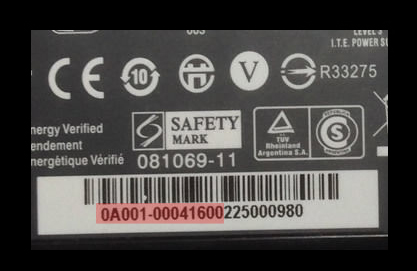 LEVEL 5
I.T.E. POWER SU
CE 10 V R33275
nergy Verified
endement
nergétique Vérifié
SAFETY
MARK
081069-11
TÜV
Rheinland
Argentina S.A.
S
0A001-00041600225000980